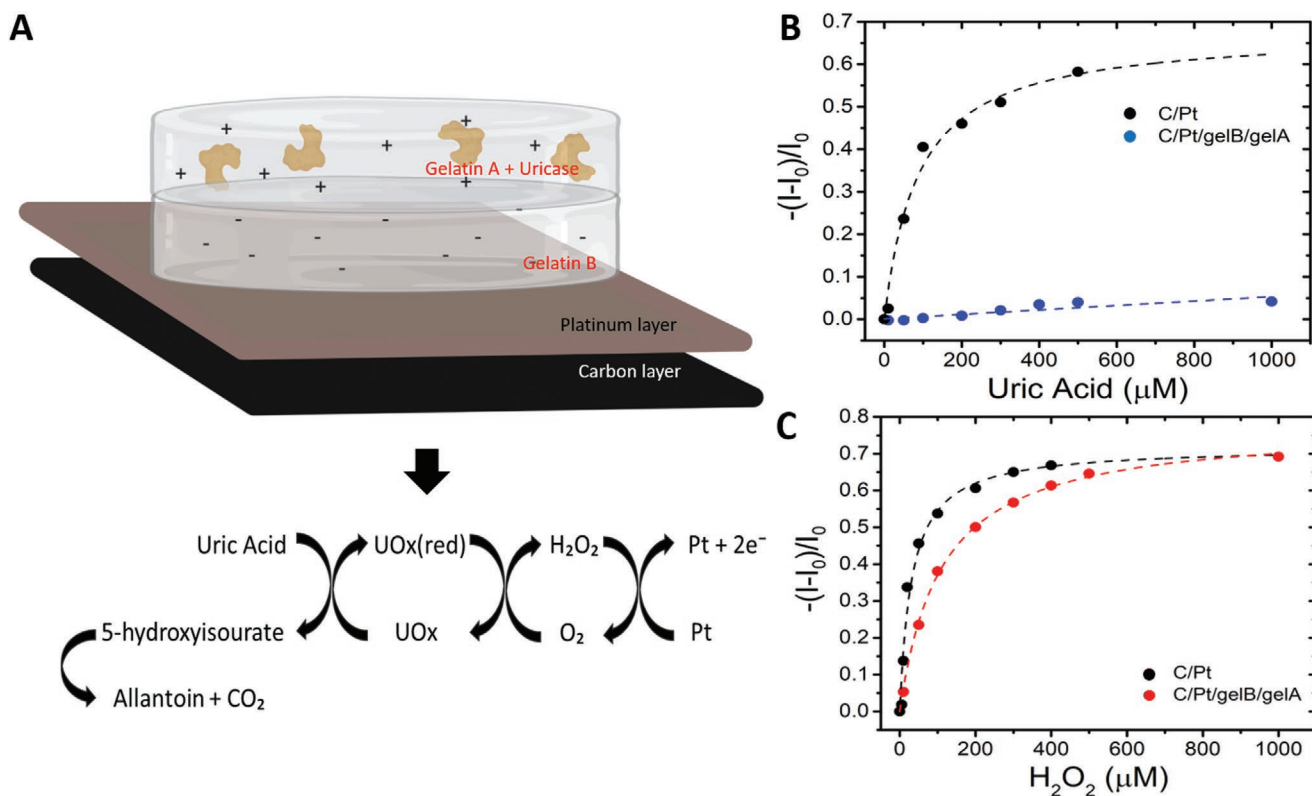 A
+ + + + + + +
Gelatin A + Uricase
- - - - - - - - -
Gelatin B
Platinum layer
Carbon layer
Uric Acid UOx(red) H₂O₂ Pt + 2e⁻
5-hydroxyisourate UOx O₂ Pt
Allantoin + CO₂
B
-(I-I₀)/I₀
0.6
0.5
0.4
0.3
0.2
0.1
0.0
C/Pt
C/Pt/gelB/gelA
0 200 400 600 800 1000
Uric Acid (μM)
C
-(I-I₀)/I₀
0.8
0.7
0.6
0.5
0.4
0.3
0.2
0.1
0.0
C/Pt
C/Pt/gelB/gelA
0 200 400 600 800 1000
H₂O₂ (μM)